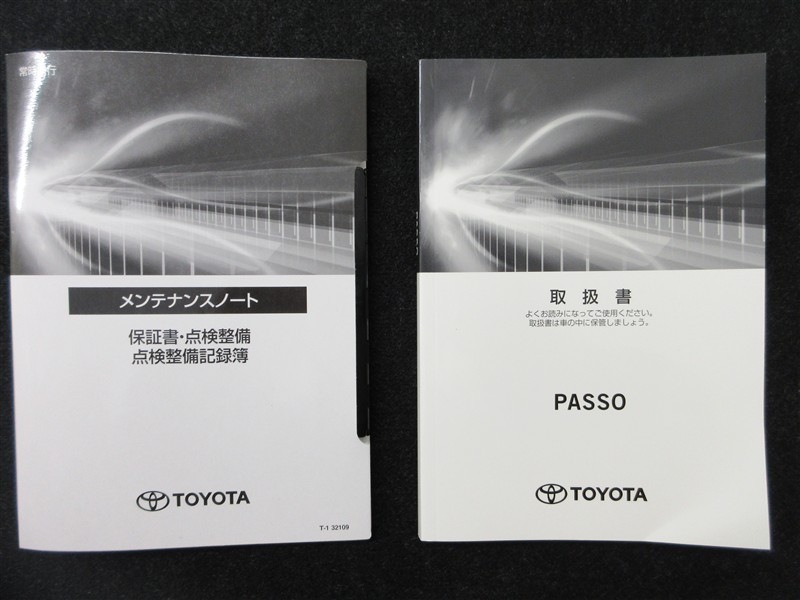 メンテナンスノート
保証書・点検整備
点検整備記録簿
TOYOTA
T-1 32109
取扱書
よくお読みになってご使用ください。
取扱書は車の中に保管しましょう。
PASSO
TOYOTA